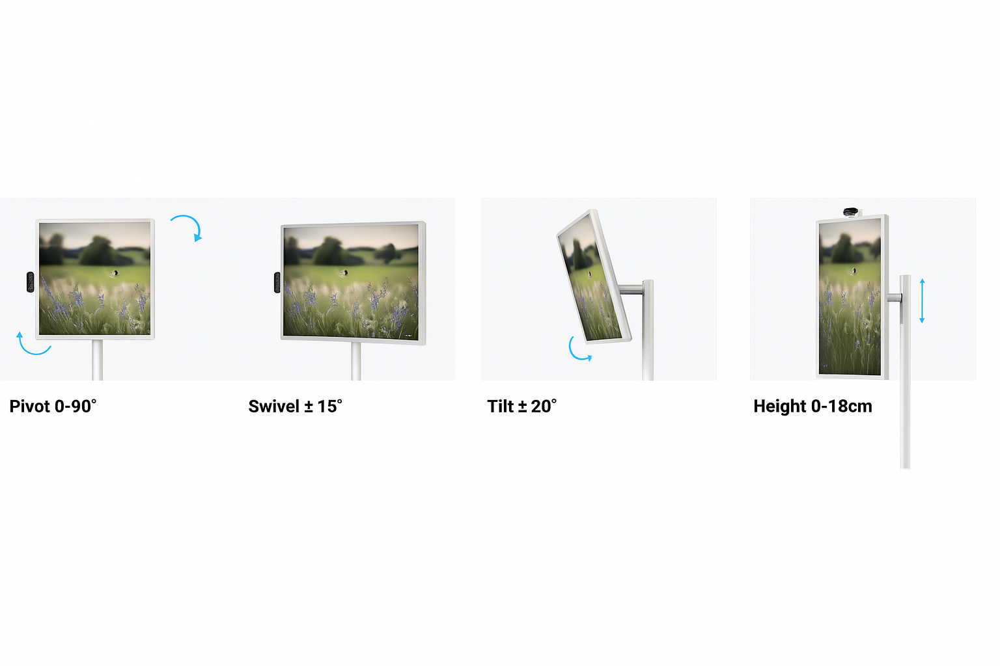 Pivot 0-90°
Swivel ± 15°
Tilt ± 20°
Height 0-18cm